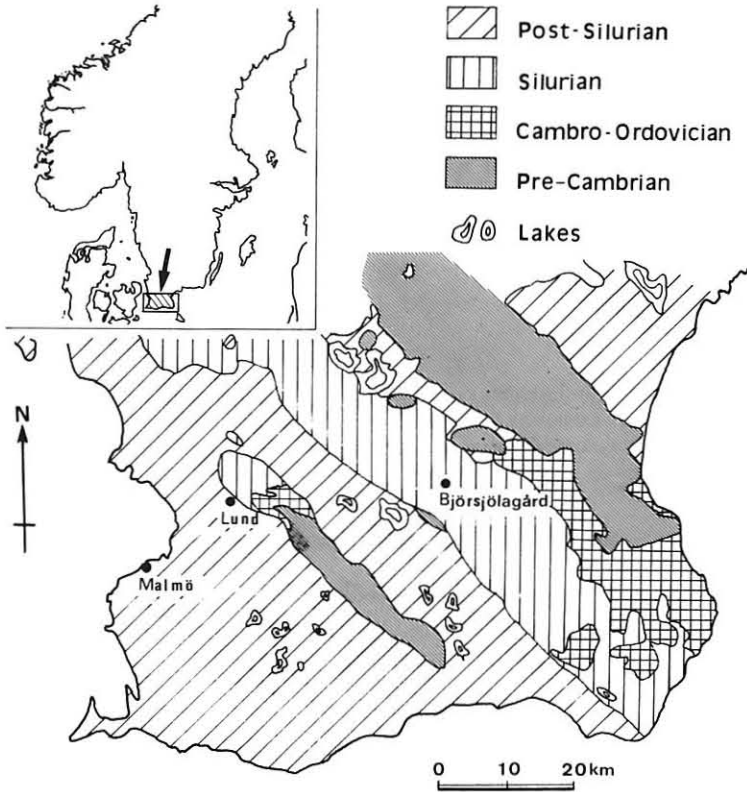 Post-Silurian
Silurian
Cambro-Ordovician
Pre-Cambrian
Lakes
N
Björsjölagård
Lund
Malmö
0 10 20km